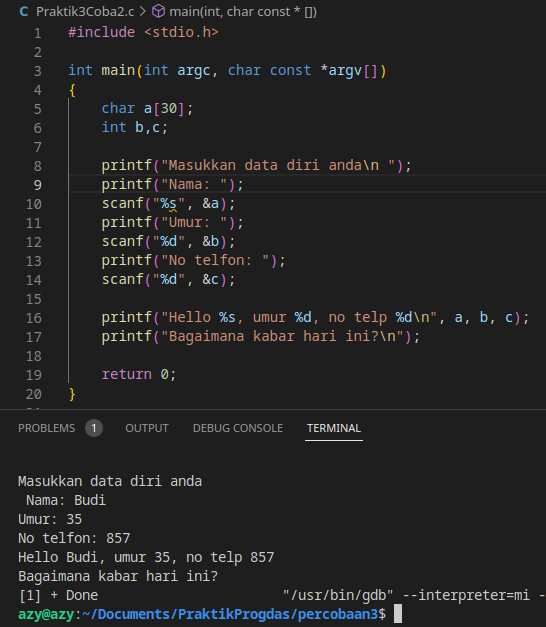 C Praktik3Coba2.c > main(int, char const * [])
1 #include <stdio.h>
2
3 int main(int argc, char const *argv[])
4 {
5 char a[30];
6 int b,c;
7
8 printf("Masukkan data diri anda\n ");
9 printf("Nama: ");
10 scanf("%s", &a);
11 printf("Umur: ");
12 scanf("%d", &b);
13 printf("No telfon: ");
14 scanf("%d", &c);
15
16 printf("Hello %s, umur %d, no telp %d\n", a, b, c);
17 printf("Bagaimana kabar hari ini?\n");
18
19 return 0;
20 }
PROBLEMS 1 OUTPUT DEBUG CONSOLE TERMINAL
Masukkan data diri anda
Nama: Budi
Umur: 35
No telfon: 857
Hello Budi, umur 35, no telp 857
Bagaimana kabar hari ini?
[1] + Done "/usr/bin/gdb" --interpreter=mi -
azy@azy:~/Documents/PraktikProgdas/percobaan3$